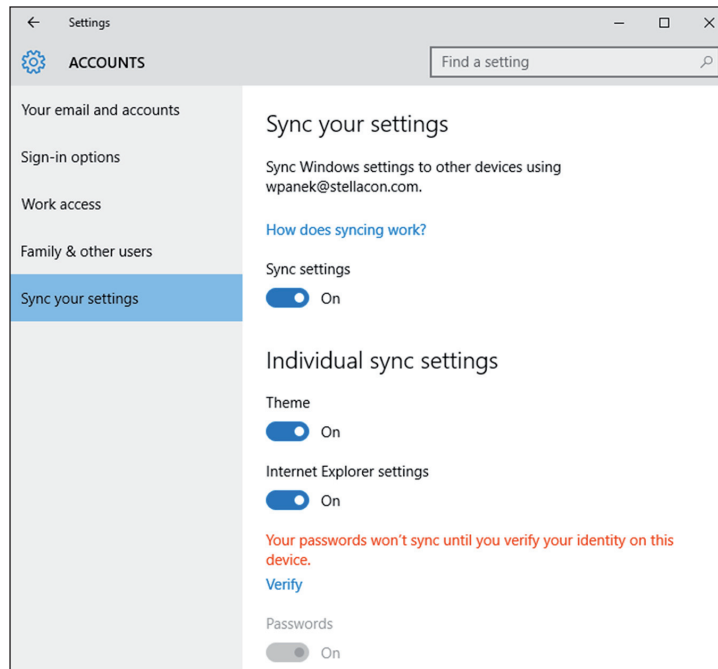 Settings
ACCOUNTS
Find a setting
Your email and accounts
Sign-in options
Work access
Family & other users
Sync your settings
Sync your settings
Sync Windows settings to other devices using
wpanek@stellacon.com.
How does syncing work?
Sync settings
On
Individual sync settings
Theme
On
Internet Explorer settings
On
Your passwords won’t sync until you verify your identity on this
device.
Verify
Passwords
On